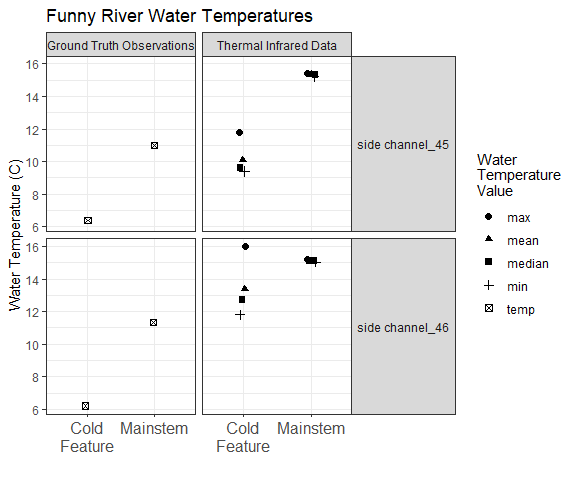 Funny River Water Temperatures
Ground Truth Observations
Thermal Infrared Data
Water Temperature (C)
16
14
12
10
8
6
side channel_45
16
14
12
10
8
6
side channel_46
Cold
Feature
Mainstem
Cold
Feature
Mainstem
Water
Temperature
Value
max
mean
median
min
temp